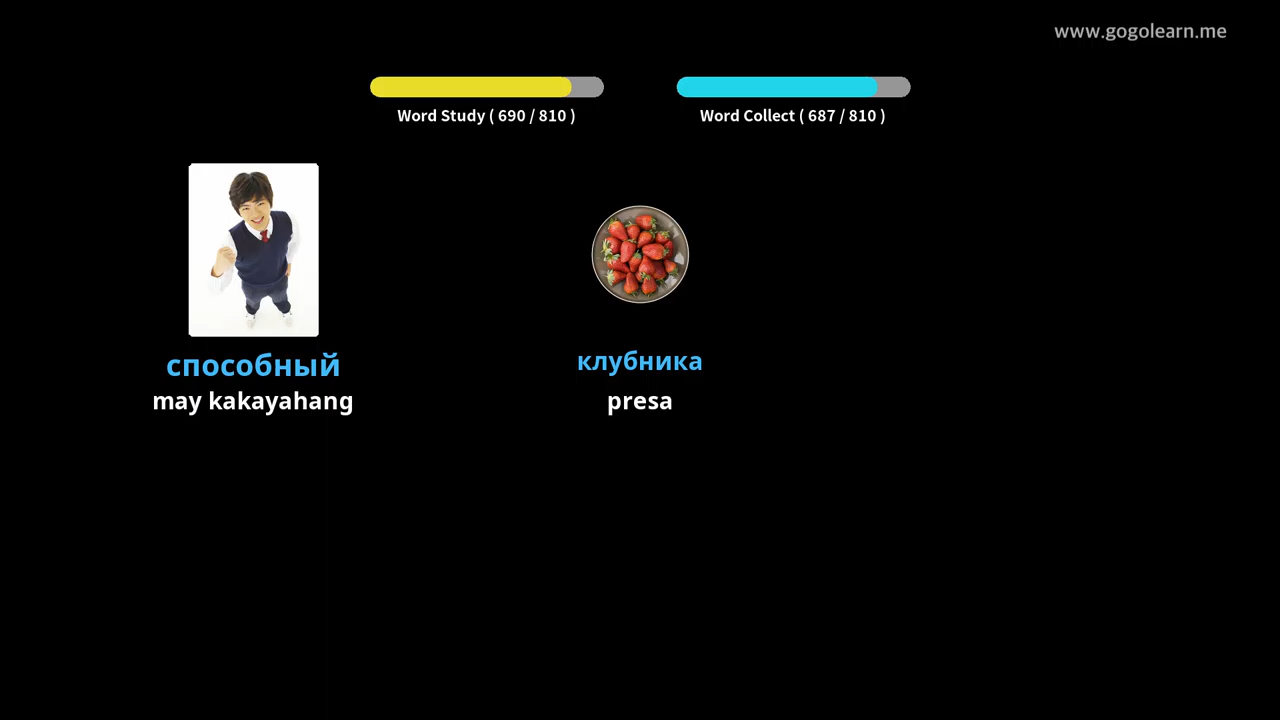 www.gogolearn.me
Word Study ( 690 / 810 )
Word Collect ( 687 / 810 )
способный
may kakayahang
клубника
presa